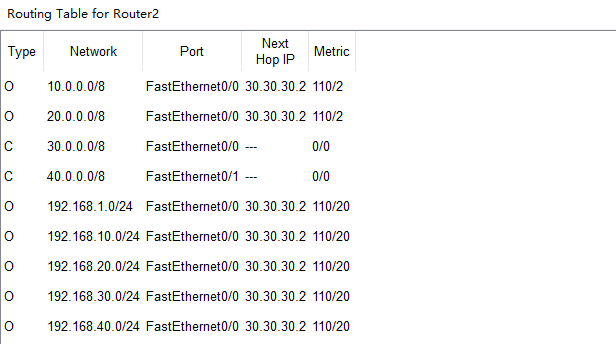 Routing Table for Router2
Type Network Port Next Hop IP Metric
O 10.0.0.0/8 FastEthernet0/0 30.30.30.2 110/2
O 20.0.0.0/8 FastEthernet0/0 30.30.30.2 110/2
C 30.0.0.0/8 FastEthernet0/0 --- 0/0
C 40.0.0.0/8 FastEthernet0/1 --- 0/0
O 192.168.1.0/24 FastEthernet0/0 30.30.30.2 110/20
O 192.168.10.0/24 FastEthernet0/0 30.30.30.2 110/20
O 192.168.20.0/24 FastEthernet0/0 30.30.30.2 110/20
O 192.168.30.0/24 FastEthernet0/0 30.30.30.2 110/20
O 192.168.40.0/24 FastEthernet0/0 30.30.30.2 110/20